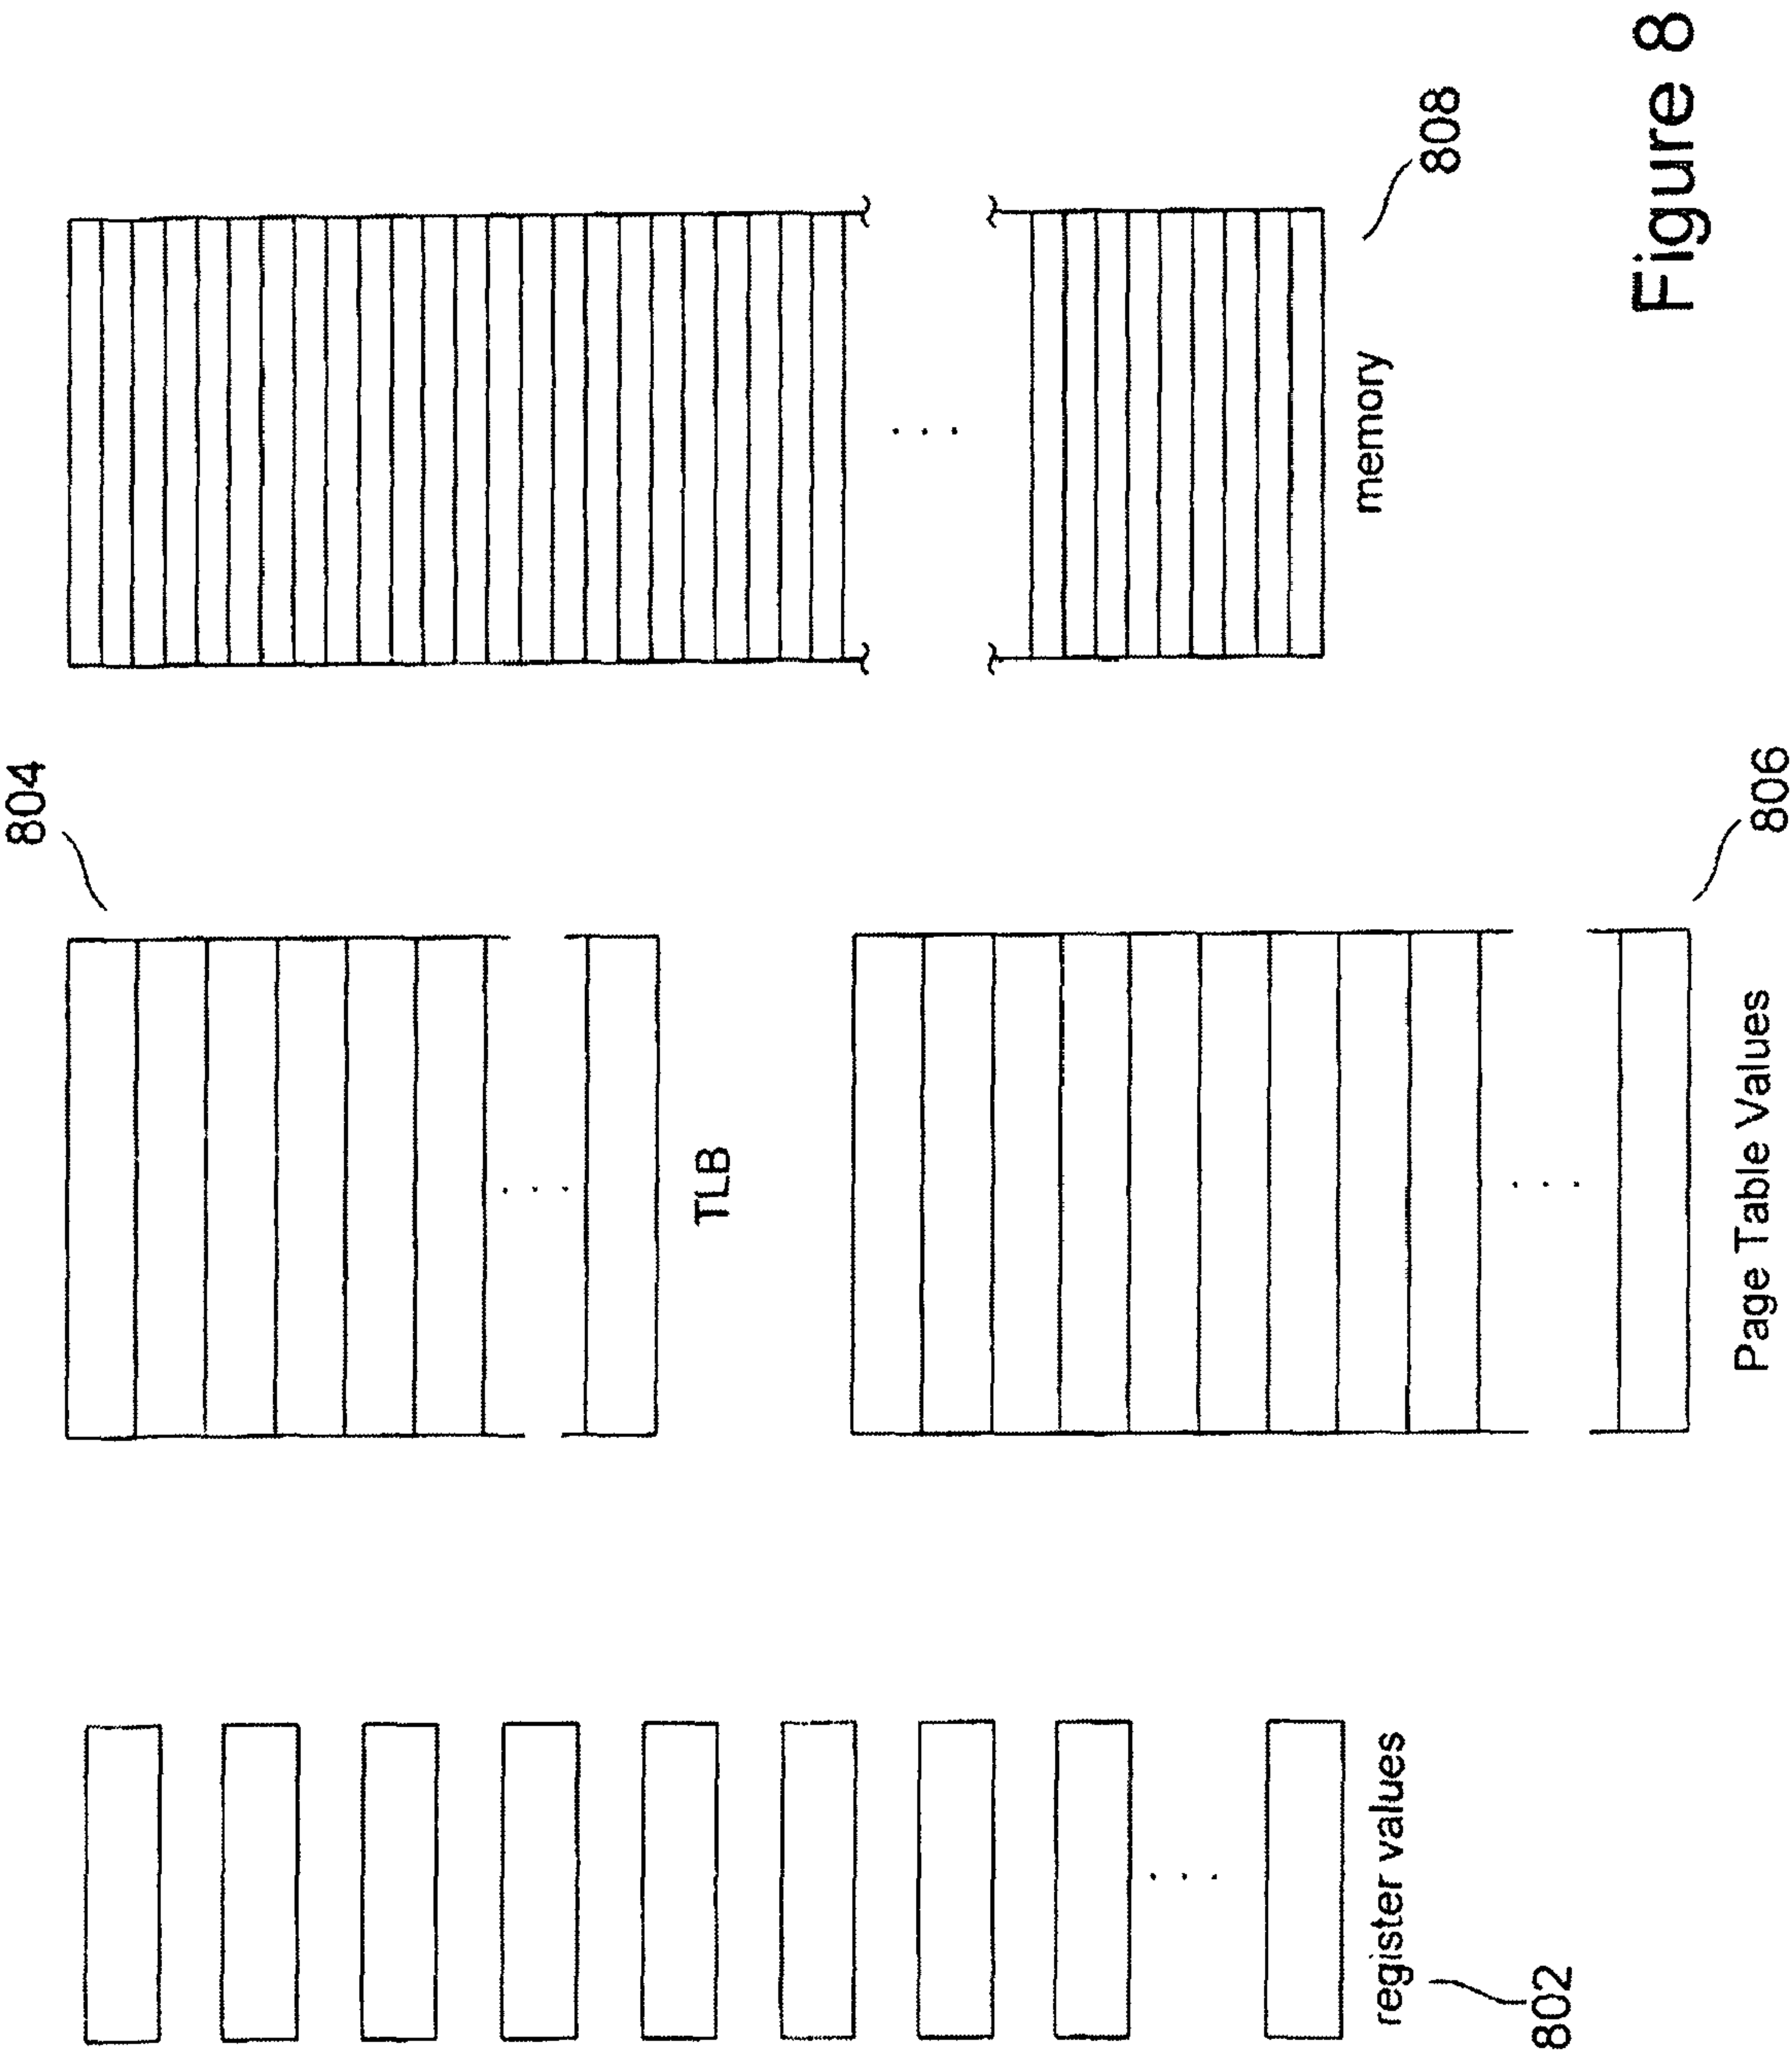 804
808
TLB
memory
register values
802
Page Table Values
806
Figure 8